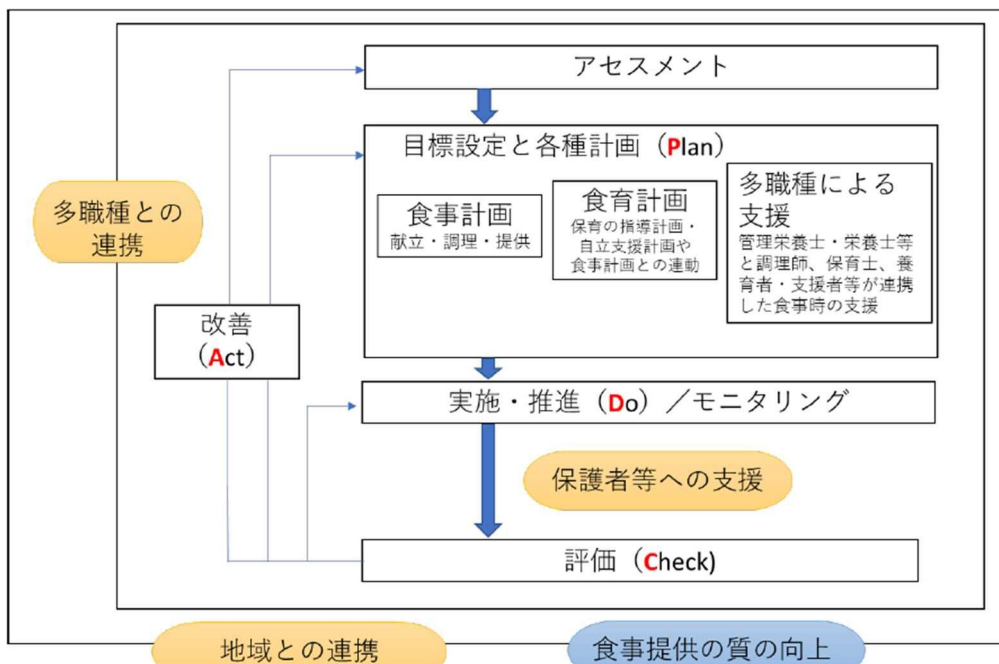 アセスメント
目標設定と各種計画（Plan）
食事計画
献立・調理・提供
食育計画
保育の指導計画・
自立支援計画や
食事計画との連動
多職種による
支援
管理栄養士・栄養士等
と調理師、保育士、養
育者・支援者等が連携
した食事時の支援
多職種との
連携
改善
（Act）
実施・推進（Do）／モニタリング
保護者等への支援
評価（Check)
地域との連携
食事提供の質の向上